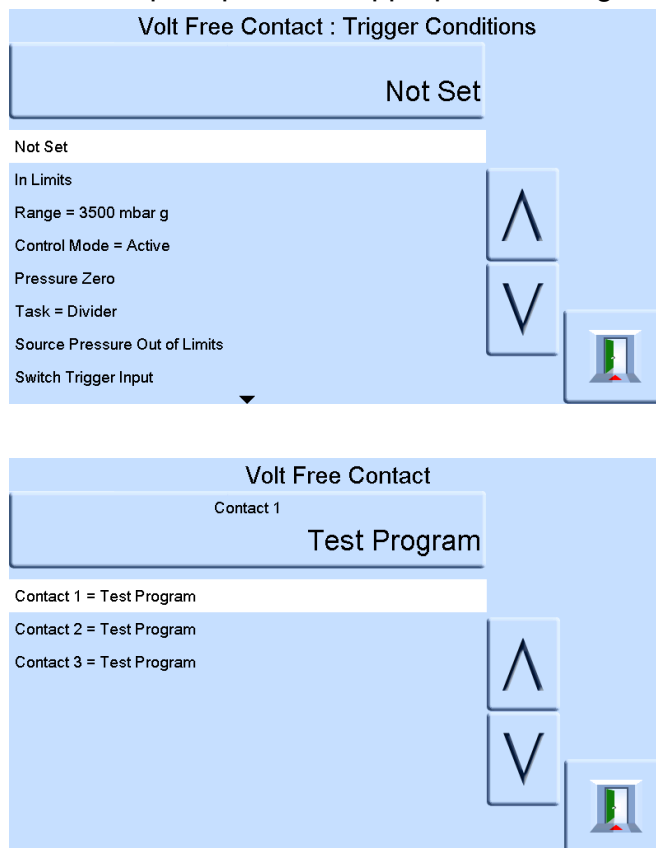 Volt Free Contact : Trigger Conditions
Not Set
Not Set
In Limits
Range = 3500 mbar g
Control Mode = Active
Pressure Zero
Task = Divider
Source Pressure Out of Limits
Switch Trigger Input
Volt Free Contact
Contact 1
Test Program
Contact 1 = Test Program
Contact 2 = Test Program
Contact 3 = Test Program